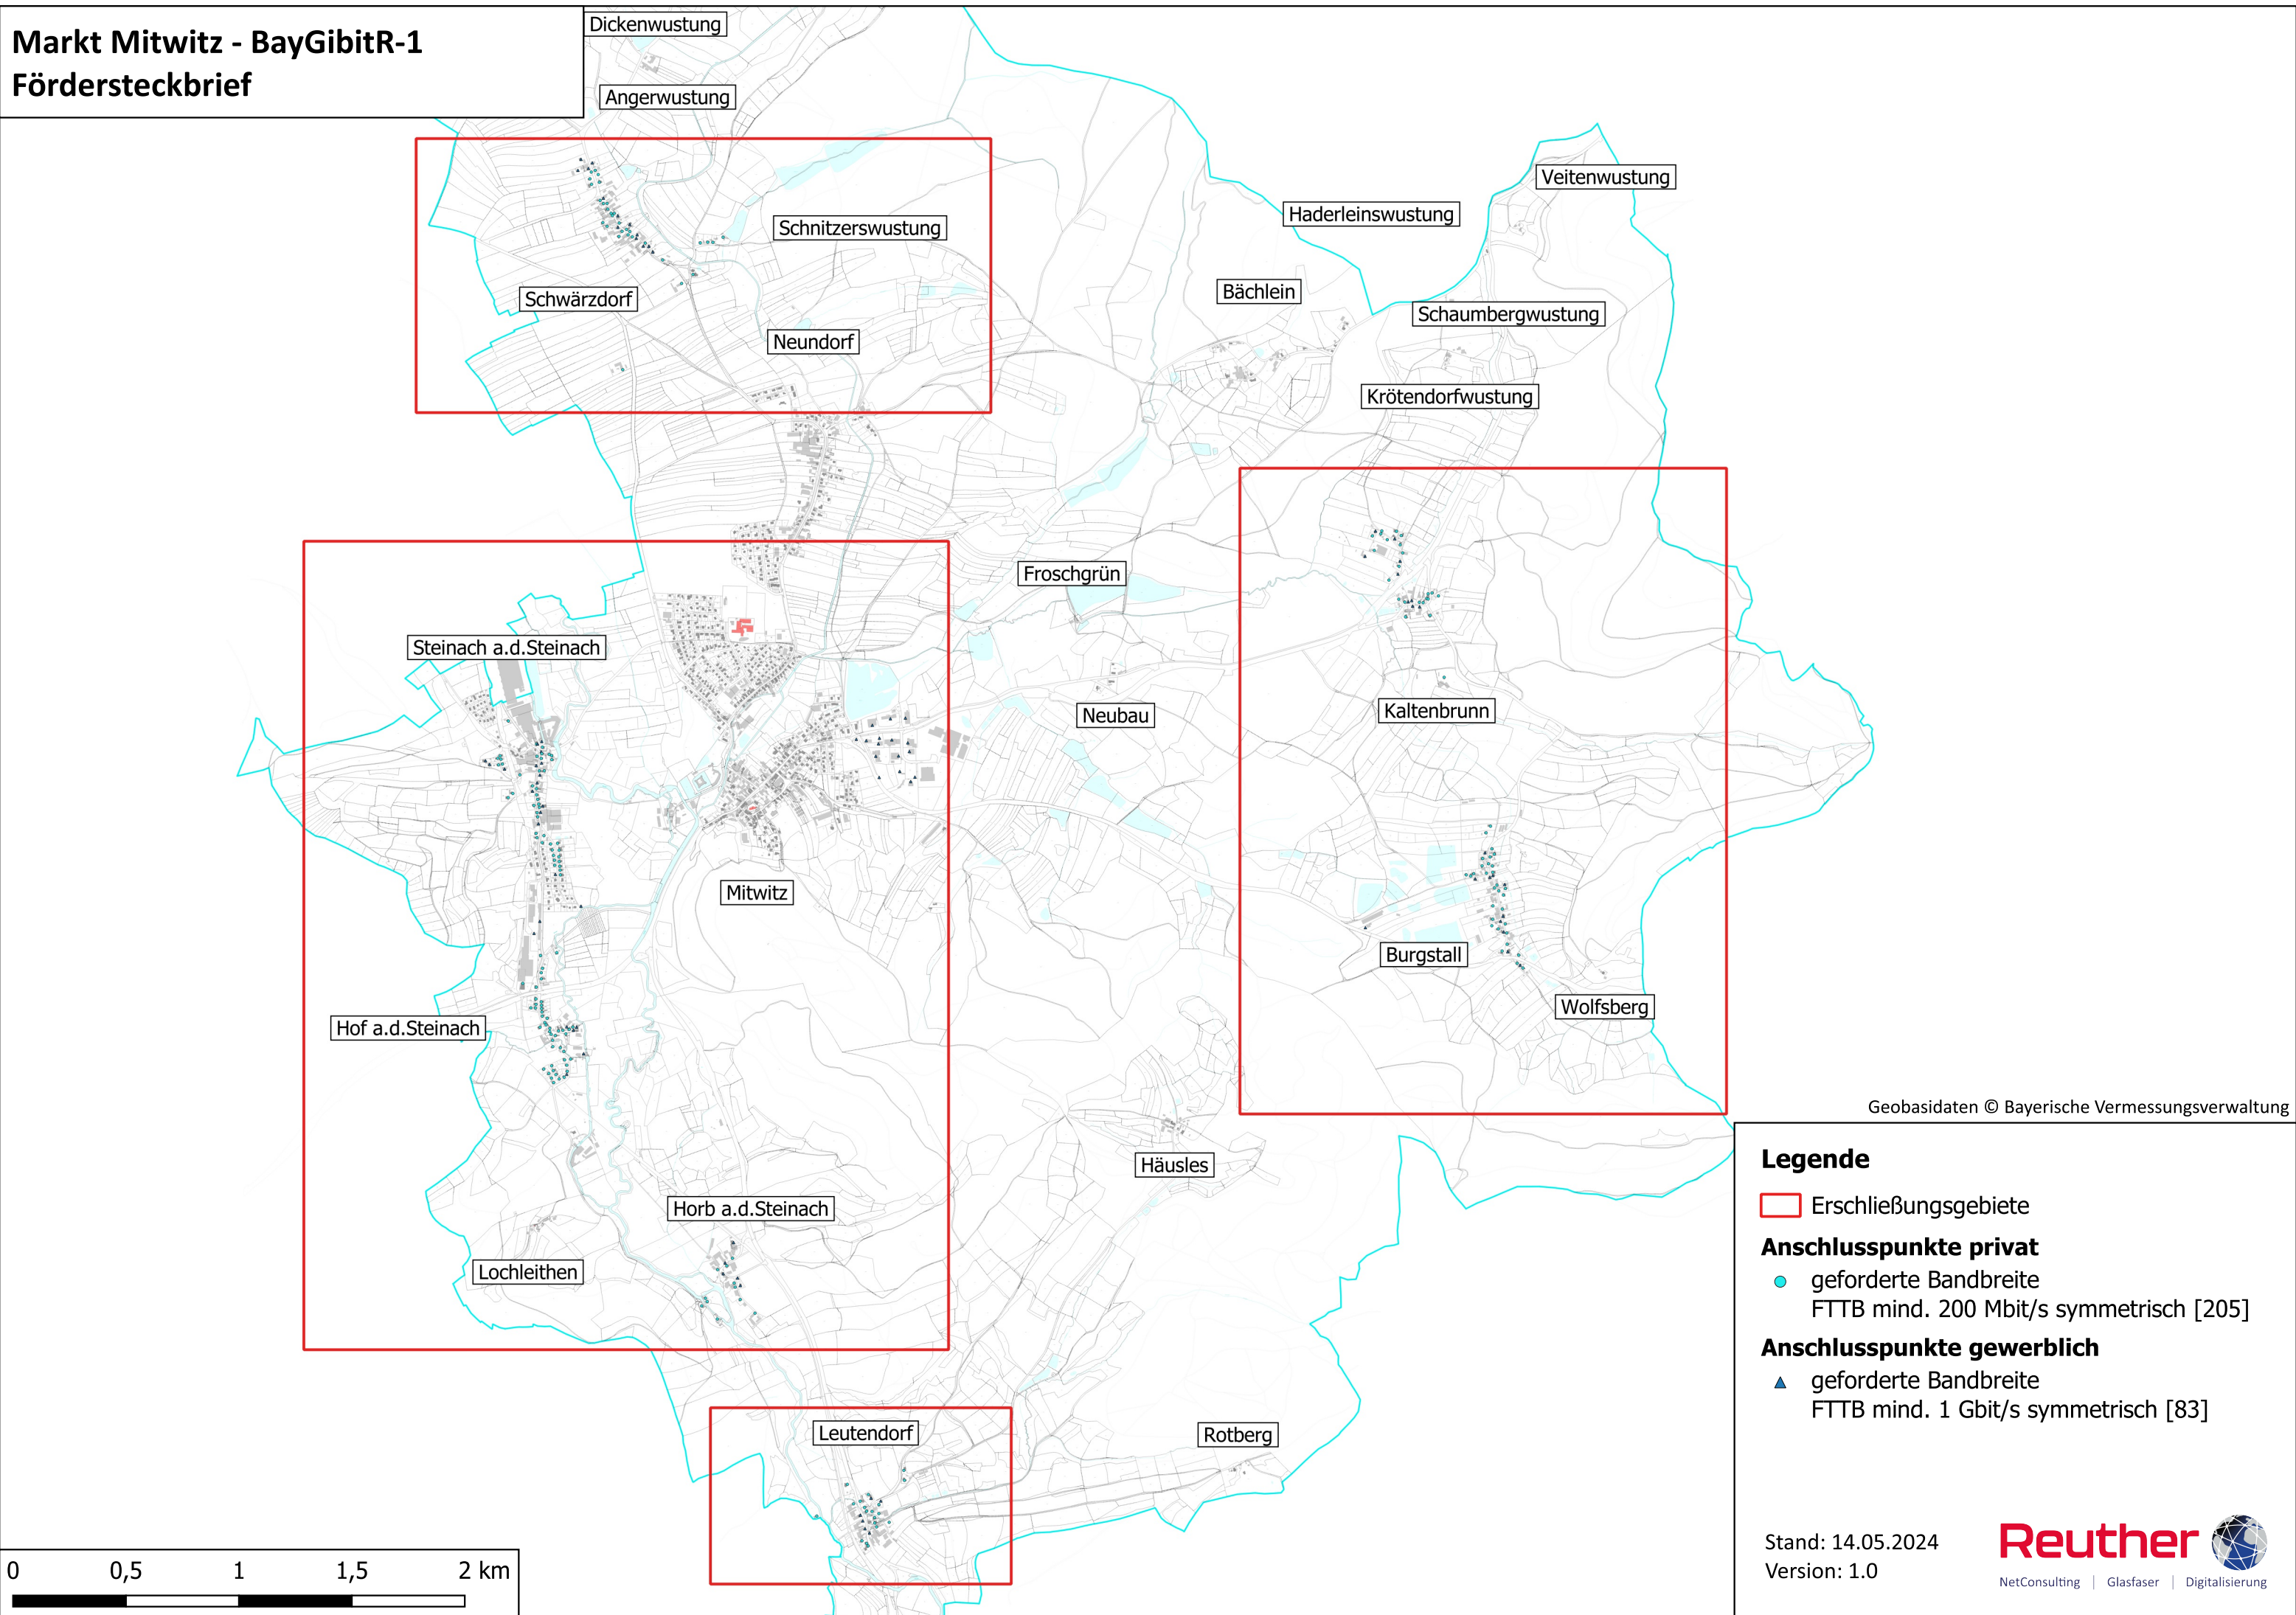 Markt Mitwitz - BayGibitR-1
Fördersteckbrief
Dickenwustung
Angerwustung
Veitenwustung
Haderleinswustung
Schnitzerswustung
Bächlein
Schwärzdorf
Schaumbergwustung
Neundorf
Krötendorfwustung
Froschgrün
Steinach a.d.Steinach
Kaltenbrunn
Neubau
Mitwitz
Burgstall
Wolfsberg
Hof a.d.Steinach
Häusles
Horb a.d.Steinach
Lochleithen
Leutendorf
Rotberg
Geobasidaten © Bayerische Vermessungsverwaltung
Legende
Erschließungsgebiete
Anschlusspunkte privat
geforderte Bandbreite
FTTB mind. 200 Mbit/s symmetrisch [205]
Anschlusspunkte gewerblich
geforderte Bandbreite
FTTB mind. 1 Gbit/s symmetrisch [83]
Stand: 14.05.2024
Version: 1.0
Reuther
NetConsulting | Glasfaser | Digitalisierung
0 0,5 1 1,5 2 km